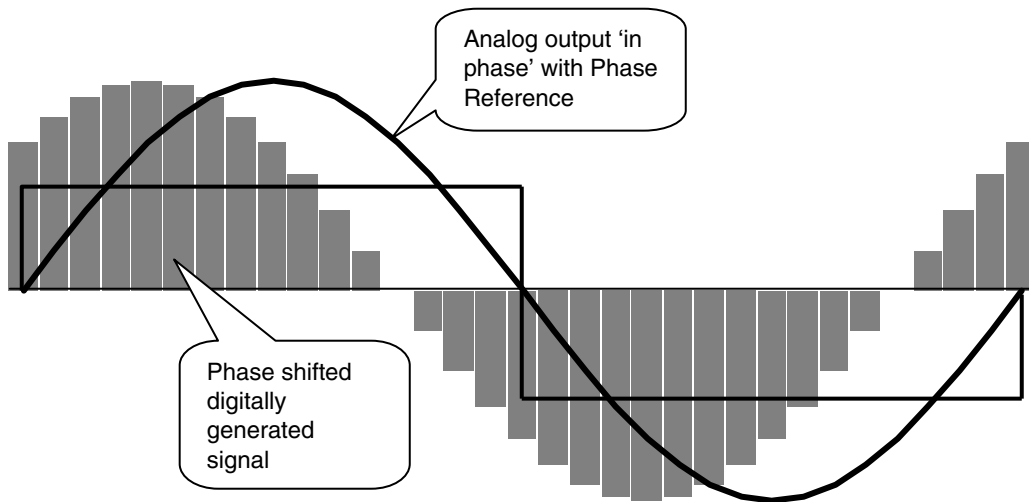 Analog output ‘in
phase’ with Phase
Reference
Phase shifted
digitally
generated
signal